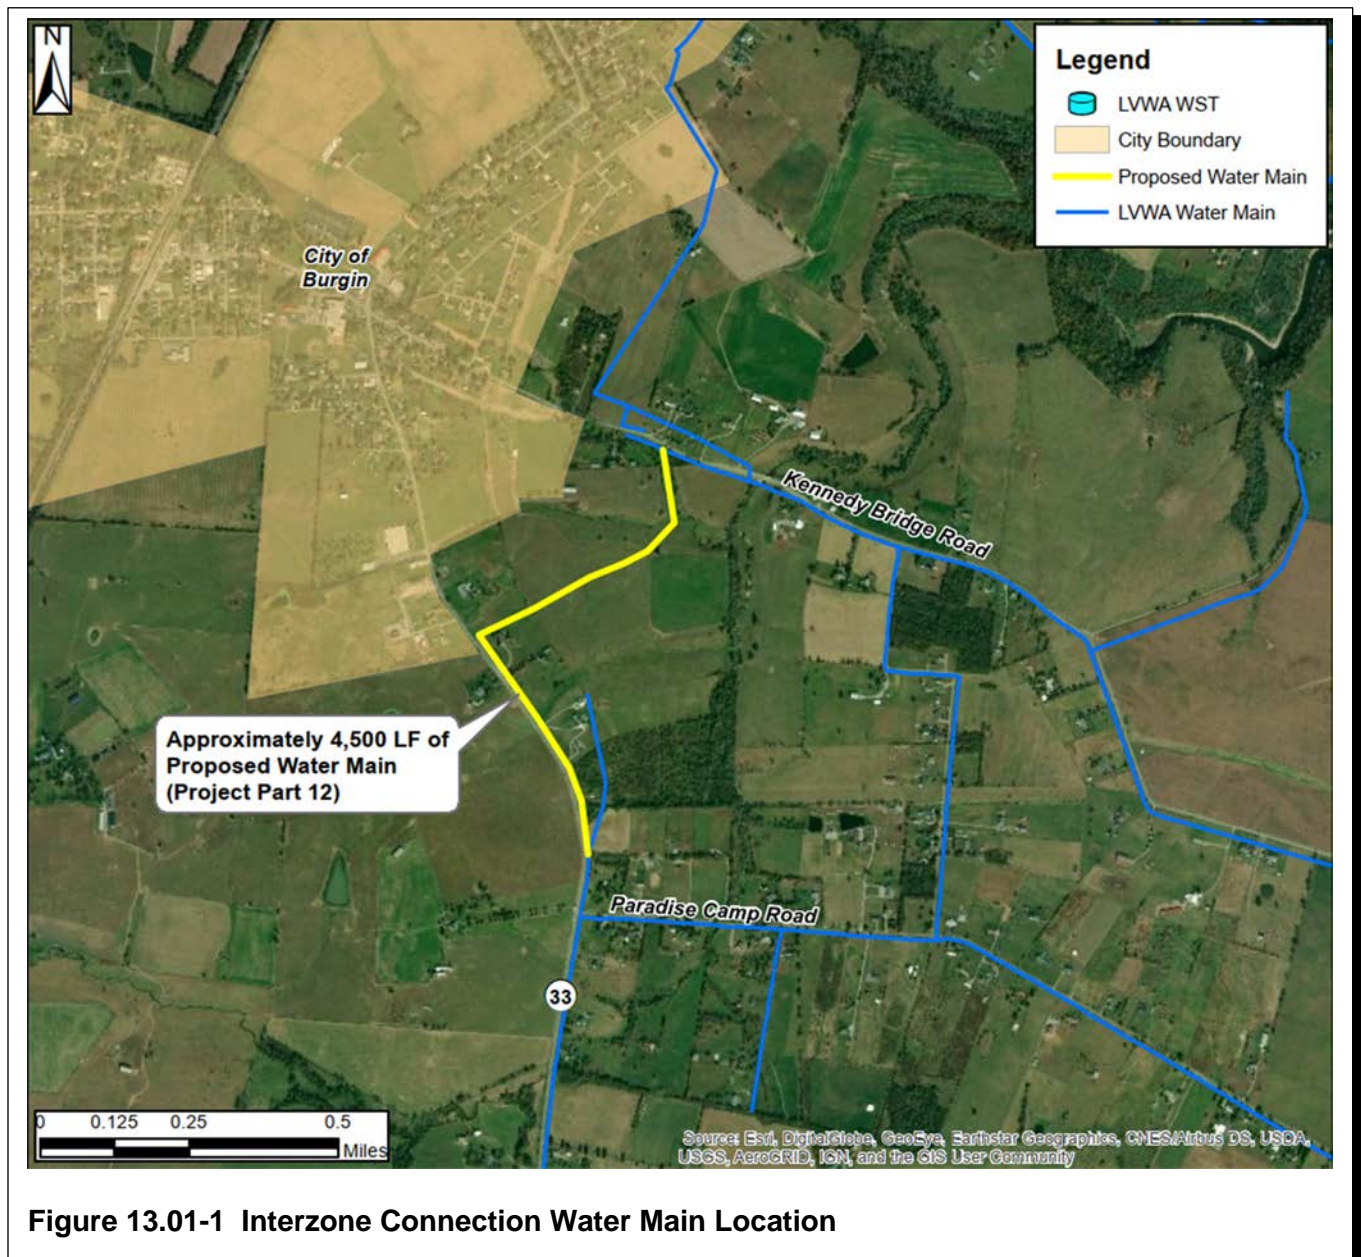 N
Legend
LVWA WST
City Boundary
Proposed Water Main
LVWA Water Main
City of
Burgin
Kennedy Bridge Road
Approximately 4,500 LF of
Proposed Water Main
(Project Part 12)
Paradise Camp Road
33
0 0.125 0.25 0.5
Miles
Source: Esri, DigitalGlobe, GeoEye, Earthstar Geographics, CNES/Airbus DS, USDA,
USGS, AeroGRID, IGN, and the GIS User Community
Figure 13.01-1 Interzone Connection Water Main Location